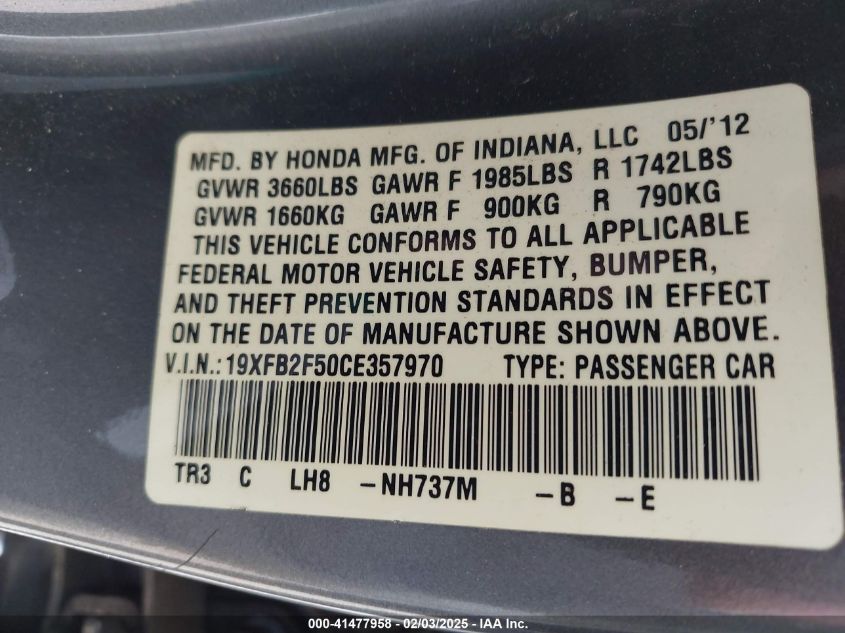 MFD. BY HONDA MFG. OF INDIANA, LLC 05/'12
GVWR 3660LBS GAWR F 1985LBS R 1742LBS
GVWR 1660KG GAWR F 900KG R 790KG
THIS VEHICLE CONFORMS TO ALL APPLICABLE
FEDERAL MOTOR VEHICLE SAFETY, BUMPER,
AND THEFT PREVENTION STANDARDS IN EFFECT
ON THE DATE OF MANUFACTURE SHOWN ABOVE.
V.I.N.: 19XFB2F50CE357970 TYPE: PASSENGER CAR
TR3 C LH8 -NH737M -B -E
000-41477958 - 02/03/2025 - IAA Inc.